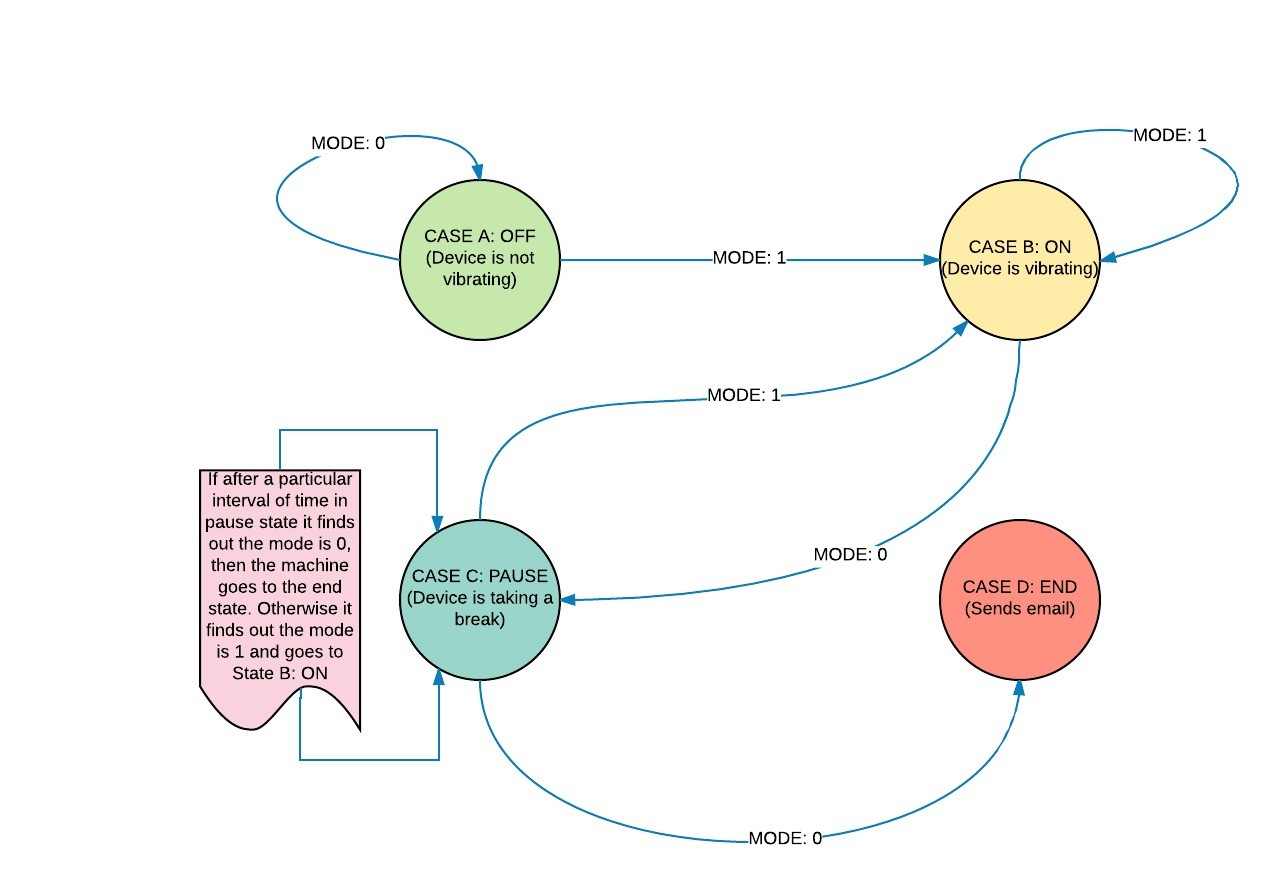 MODE: 0
MODE: 1
CASE A: OFF
(Device is not
vibrating)
MODE: 1
CASE B: ON
(Device is vibrating)
MODE: 1
If after a particular
interval of time in
pause state it finds
out the mode is 0,
then the machine
goes to the end
state. Otherwise it
finds out the mode
is 1 and goes to
State B: ON
CASE C: PAUSE
(Device is taking a
break)
MODE: 0
CASE D: END
(Sends email)
MODE: 0